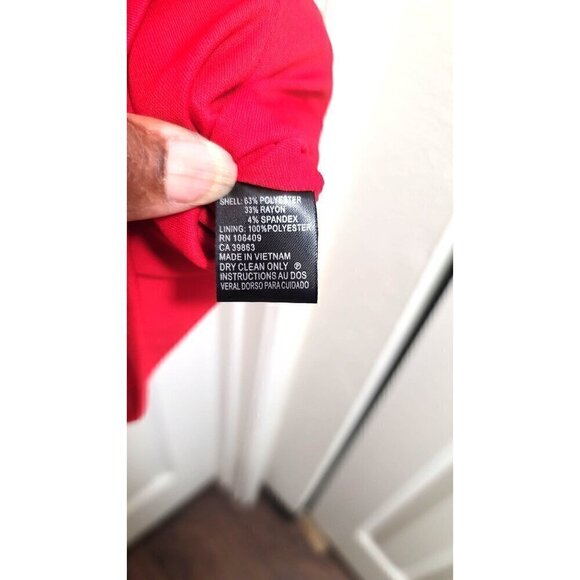 SHELL: 63% POLYESTER
33% RAYON
4% SPANDEX
LINING: 100%POLYESTER
RN 106409
CA 39863
MADE IN VIETNAM
DRY CLEAN ONLY Ⓟ
INSTRUCTIONS AU DOS
VERAL DORSO PARA CUIDADO